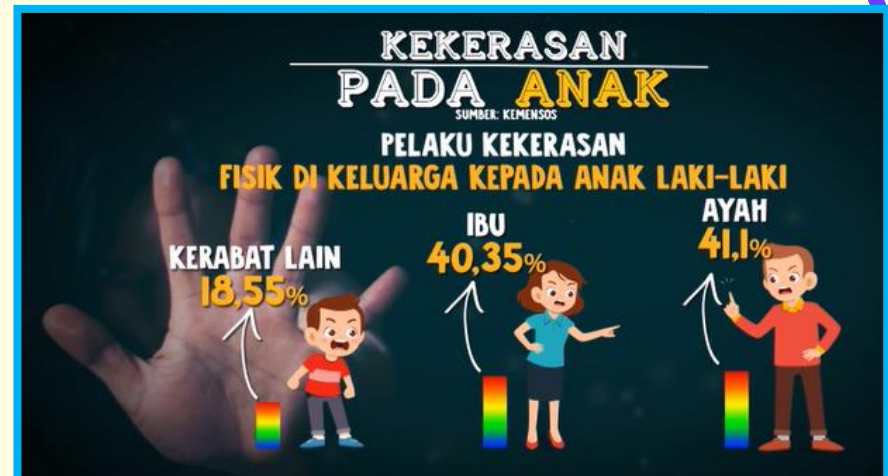 KEKERASAN
PADA ANAK
SUMBER: KEMENSOS
PELAKU KEKERASAN
FISIK DI KELUARGA KEPADA ANAK LAKI-LAKI
KERABAT LAIN
18,55%
IBU
40,35%
AYAH
41,1%